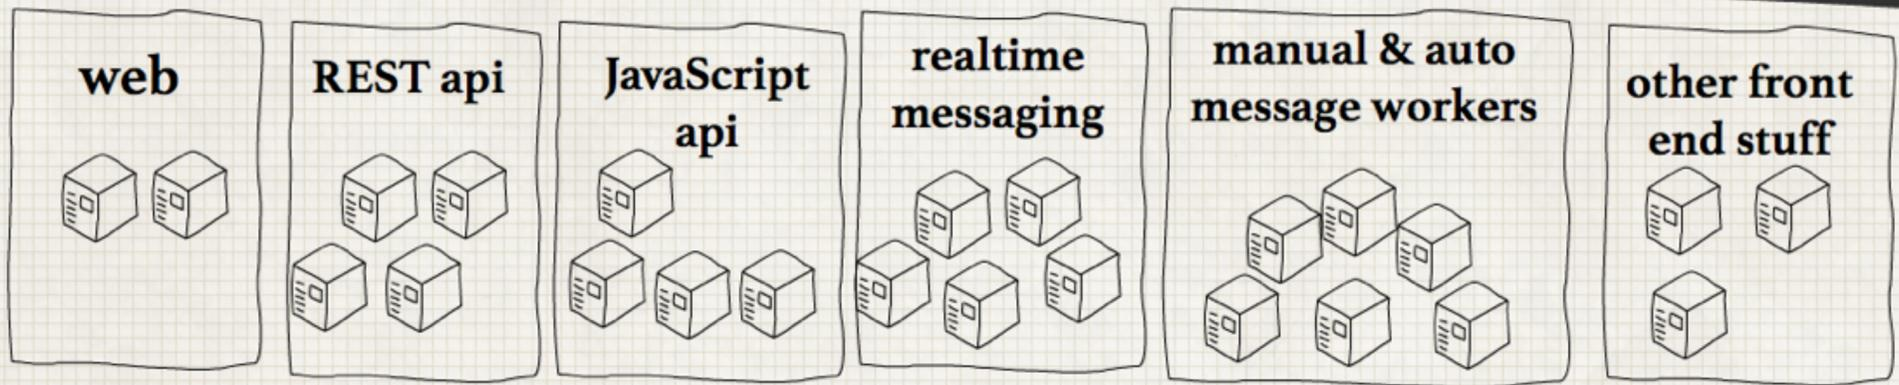 web
REST api
JavaScript
api
realtime
messaging
manual & auto
message workers
other front
end stuff